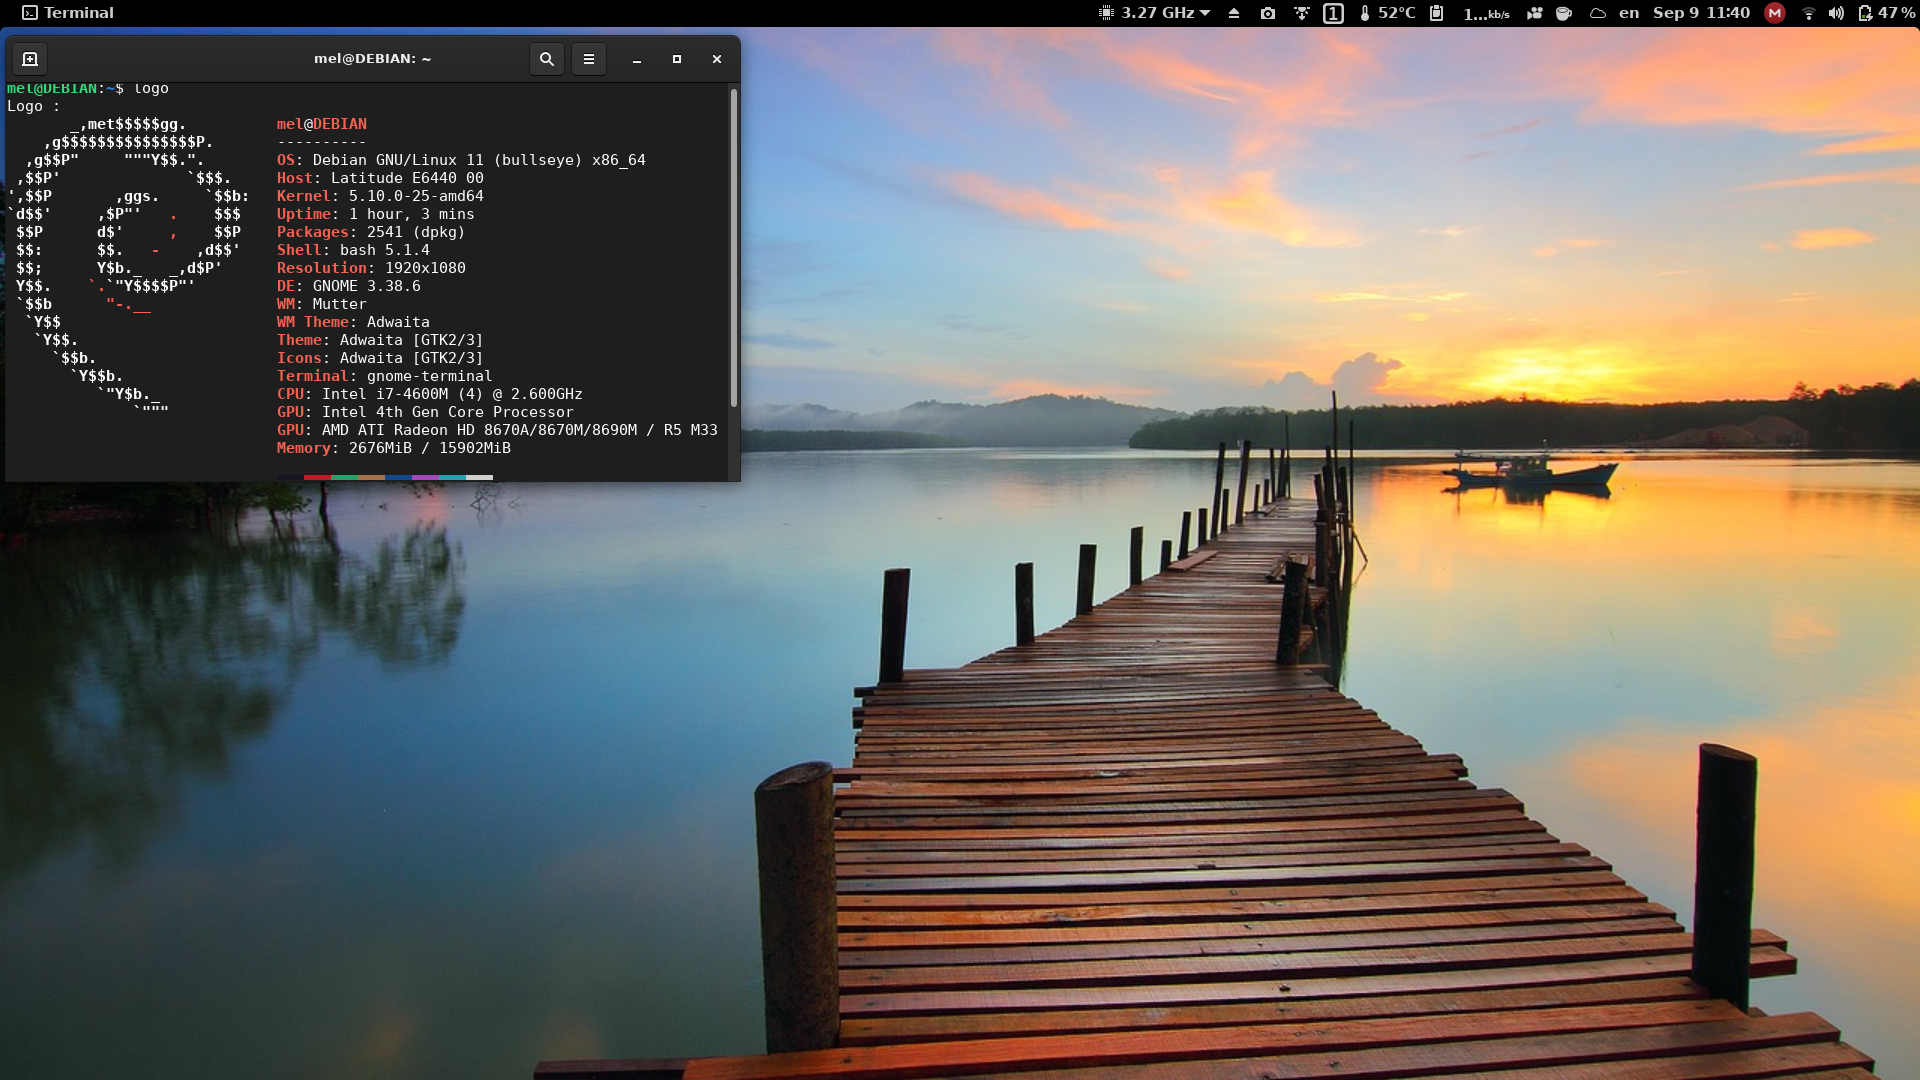 Terminal 3.27 GHz 1 52°C 1...kb/s en Sep 9 11:40 M 47 %
mel@DEBIAN: ~
mel@DEBIAN:~$ logo
Logo :
_,met$$$$$gg. mel@DEBIAN
,g$$$$$$$$$$$$$$$P. ----------
,g$$P" """Y$$.". OS: Debian GNU/Linux 11 (bullseye) x86_64
,$$P' `$$$. Host: Latitude E6440 00
',$$P ,ggs. `$$b: Kernel: 5.10.0-25-amd64
`d$$' ,$P"' . $$$ Uptime: 1 hour, 3 mins
$$P d$' , $$P Packages: 2541 (dpkg)
$$: $$. - ,d$$' Shell: bash 5.1.4
$$; Y$b._ _,d$P' Resolution: 1920x1080
Y$$. `.`"Y$$$$P"' DE: GNOME 3.38.6
`$$b "-.__ WM: Mutter
`Y$$ WM Theme: Adwaita
`Y$$. Theme: Adwaita [GTK2/3]
`$$b. Icons: Adwaita [GTK2/3]
`Y$$b. Terminal: gnome-terminal
`"Y$b._ CPU: Intel i7-4600M (4) @ 2.600GHz
`""" GPU: Intel 4th Gen Core Processor
GPU: AMD ATI Radeon HD 8670A/8670M/8690M / R5 M33
Memory: 2676MiB / 15902MiB